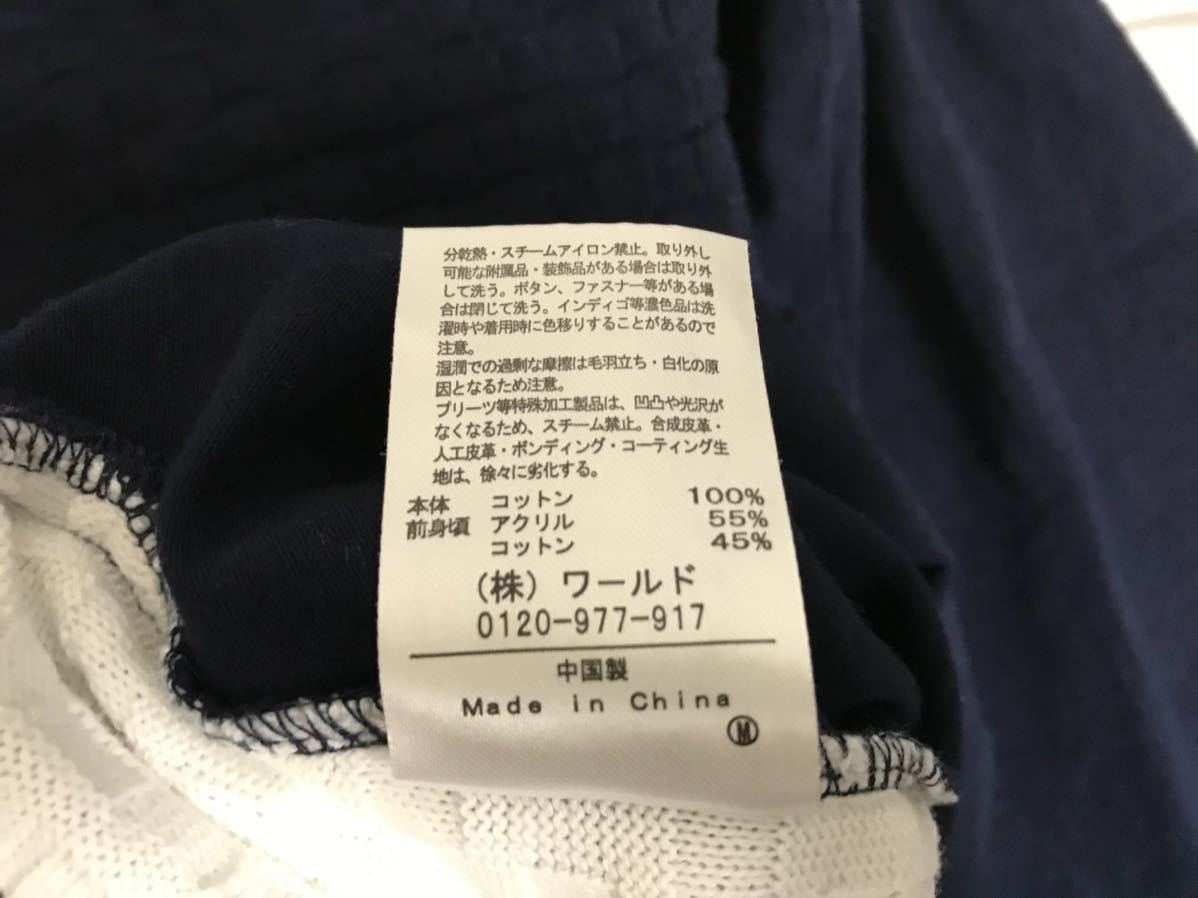 分乾熱・スチームアイロン禁止。取り外し
可能な附属品・装飾品がある場合は取り外
して洗う。ボタン、ファスナー等がある場
合は閉じて洗う。インディゴ等濃色品は洗
濯時や着用時に色移りすることがあるので
注意。
湿潤での過剰な摩擦は毛羽立ち・白化の原
因となるため注意。
プリーツ等特殊加工製品は、凹凸や光沢が
なくなるため、スチーム禁止。合成皮革・
人工皮革・ボンディング・コーティング生
地は、徐々に劣化する。
本体 コットン 100%
前身頃 アクリル 55%
コットン 45%
(株) ワールド
0120-977-917
中国製
Made in China
Ⓜ